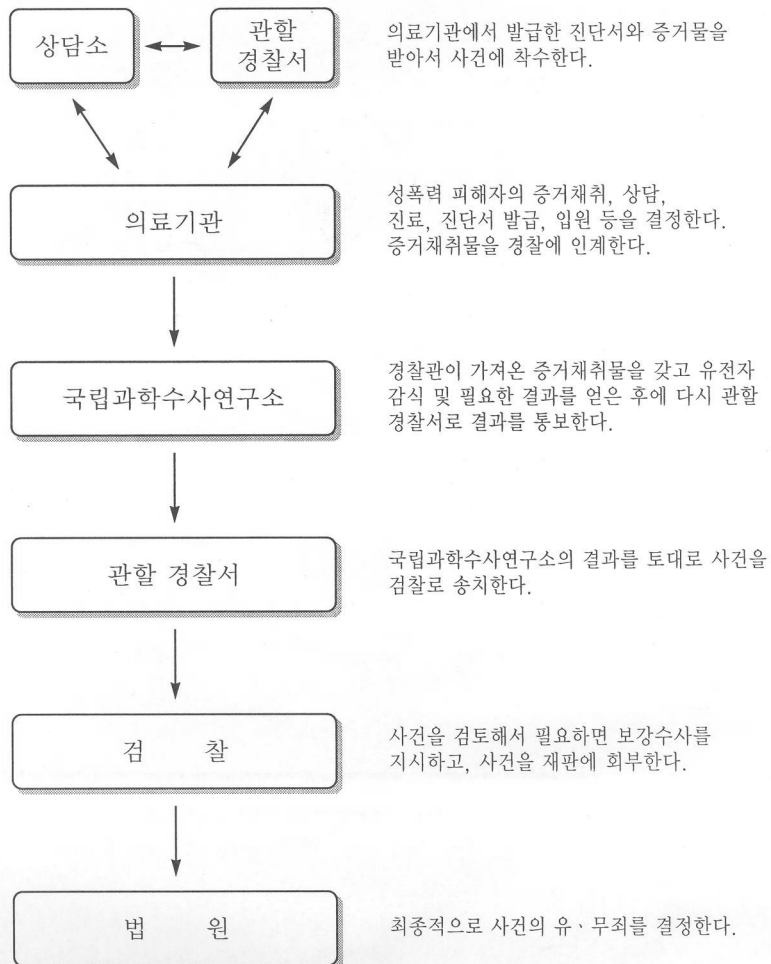 상담소
관할
경찰서
의료기관에서 발급한 진단서와 증거물을
받아서 사건에 착수한다.
의료기관
성폭력 피해자의 증거채취, 상담,
진료, 진단서 발급, 입원 등을 결정한다.
증거채취물을 경찰에 인계한다.
국립과학수사연구소
경찰관이 가져온 증거채취물을 갖고 유전자
감식 및 필요한 결과를 얻은 후에 다시 관할
경찰서로 결과를 통보한다.
관할 경찰서
국립과학수사연구소의 결과를 토대로 사건을
검찰로 송치한다.
검 찰
사건을 검토해서 필요하면 보강수사를
지시하고, 사건을 재판에 회부한다.
법 원
최종적으로 사건의 유 · 무죄를 결정한다.